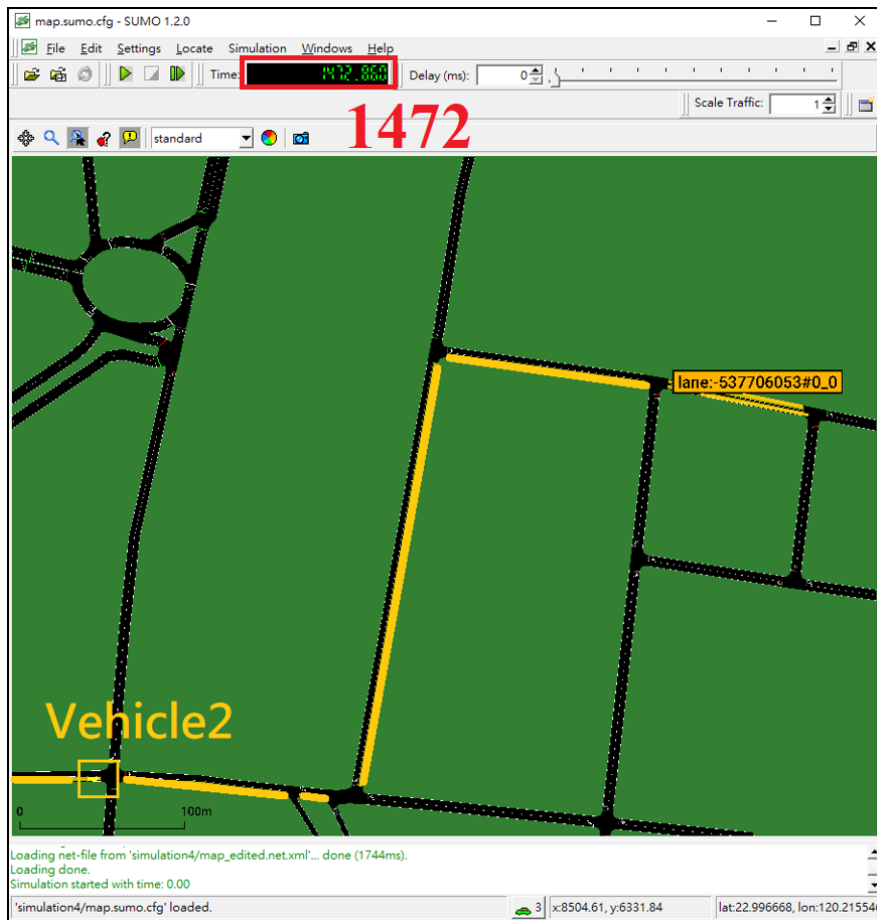 map.sumo.cfg - SUMO 1.2.0
File Edit Settings Locate Simulation Windows Help
Time: 1472.860 Delay (ms): 0
Scale Traffic: 1
standard
1472
lane:-537706053#0_0
Vehicle2
0 100m
Loading net-file from 'simulation4/map_edited.net.xml'... done (1744ms).
Loading done.
Simulation started with time: 0.00
'simulation4/map.sumo.cfg' loaded. 3 x:8504.61, y:6331.84 lat:22.996668, lon:120.215546